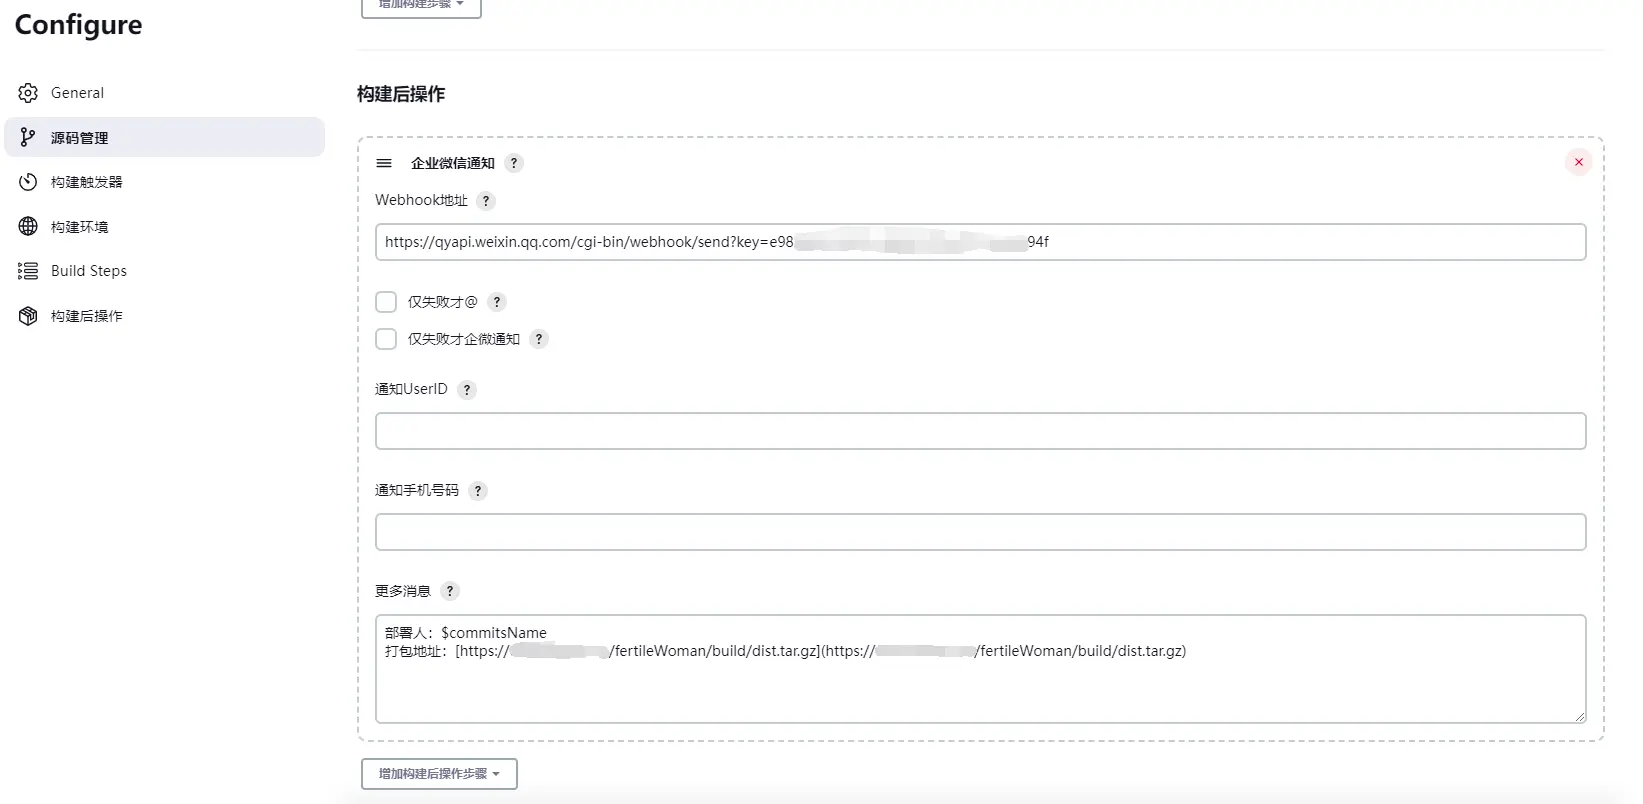 Configure
General
源码管理
构建触发器
构建环境
Build Steps
构建后操作
增加构建步骤
构建后操作
企业微信通知 ?
Webhook地址 ?
https://qyapi.weixin.qq.com/cgi-bin/webhook/send?key=e98 94f
仅失败才@ ?
仅失败才企微通知 ?
通知UserID ?
通知手机号码 ?
更多消息 ?
部署人：$commitsName
打包地址：[https:// /fertileWoman/build/dist.tar.gz](https:// /fertileWoman/build/dist.tar.gz)
增加构建后操作步骤